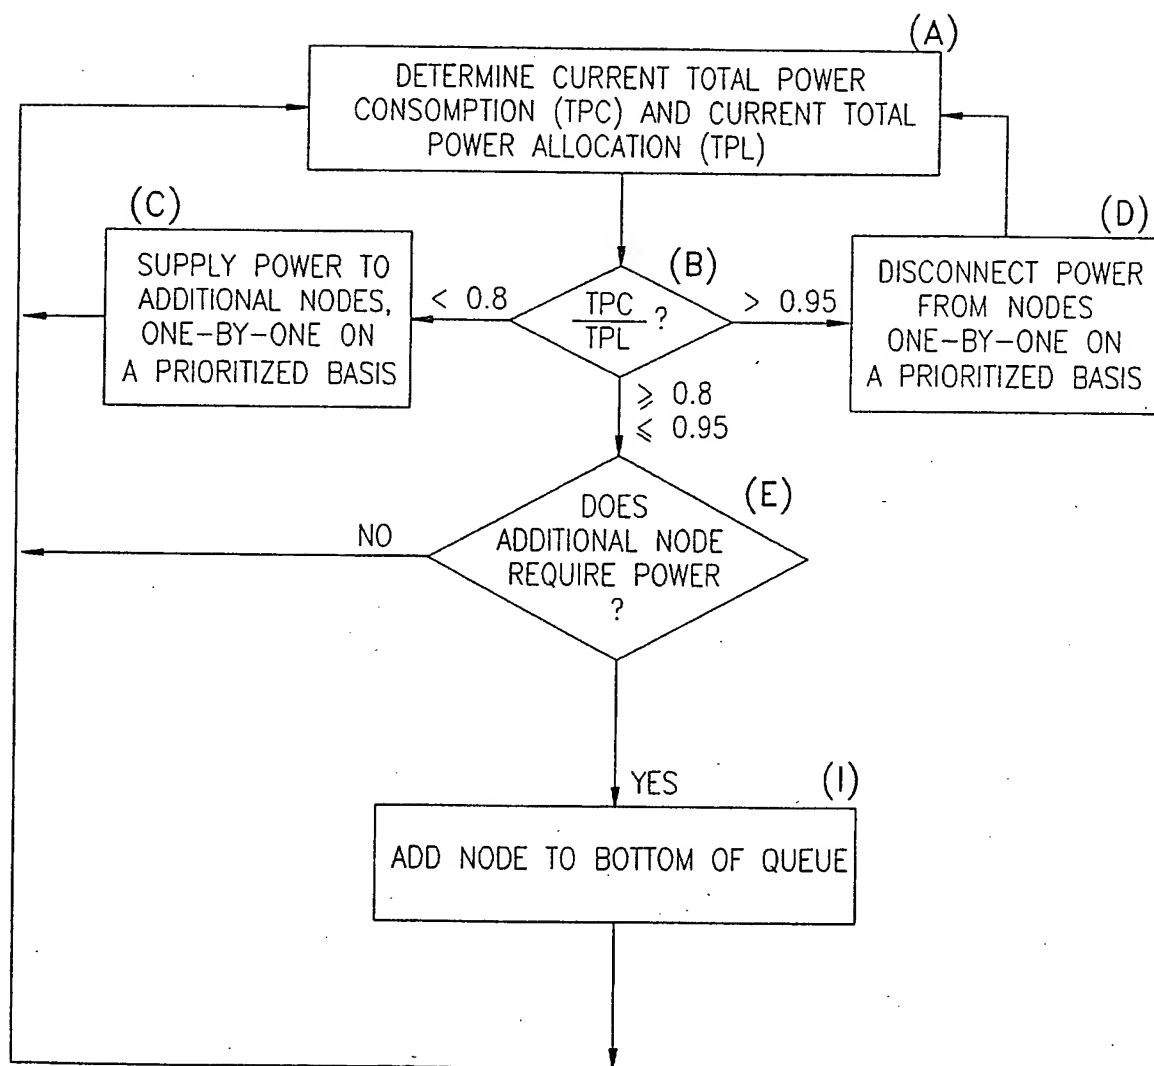 (A)
DETERMINE CURRENT TOTAL POWER
CONSOMPTION (TPC) AND CURRENT TOTAL
POWER ALLOCATION (TPL)
(C)
SUPPLY POWER TO
ADDITIONAL NODES,
ONE-BY-ONE ON
A PRIORITIZED BASIS
< 0.8
(B)
TPC
TPL
?
> 0.95
(D)
DISCONNECT POWER
FROM NODES
ONE-BY-ONE ON
A PRIORITIZED BASIS
⩾ 0.8
⩽ 0.95
(E)
DOES
ADDITIONAL NODE
REQUIRE POWER
?
NO
YES
(I)
ADD NODE TO BOTTOM OF QUEUE